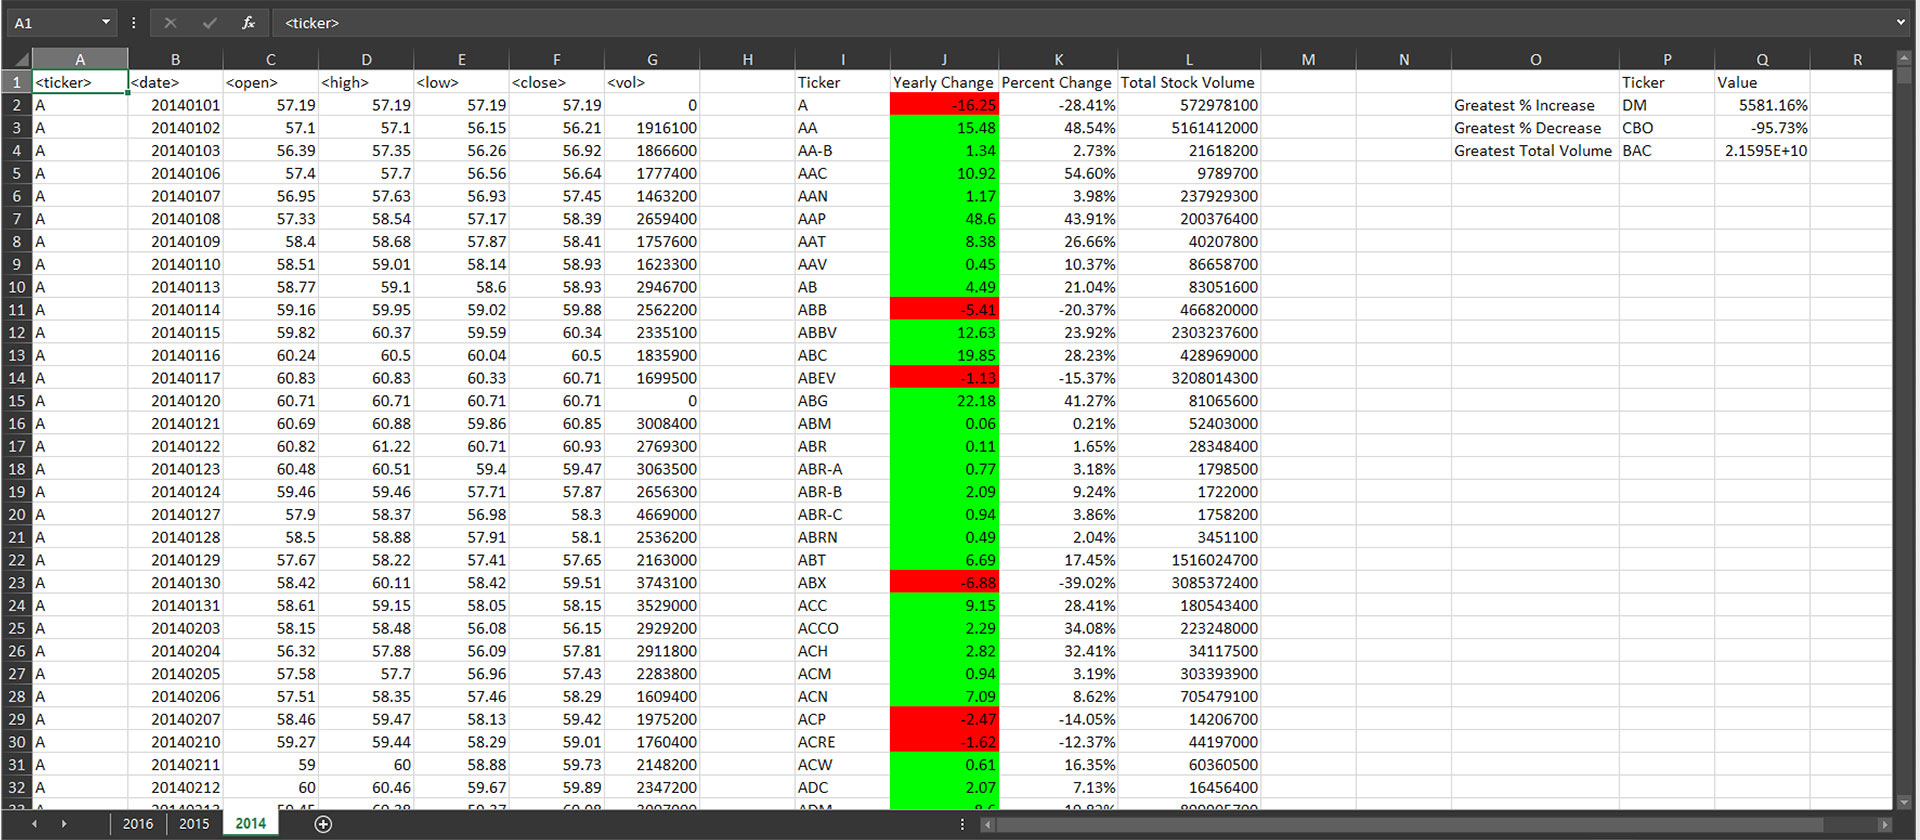 A1 fx <ticker>
A B C D E F G H I J K L M N O P Q R
1 <ticker> <date> <open> <high> <low> <close> <vol> Ticker Yearly Change Percent Change Total Stock Volume Ticker Value
2 A 20140101 57.19 57.19 57.19 57.19 0 A -16.25 -28.41% 572978100 Greatest % Increase DM 5581.16%
3 A 20140102 57.1 57.1 56.15 56.21 1916100 AA 15.48 48.54% 5161412000 Greatest % Decrease CBO -95.73%
4 A 20140103 56.39 57.35 56.26 56.92 1866600 AA-B 1.34 2.73% 21618200 Greatest Total Volume BAC 2.1595E+10
5 A 20140106 57.4 57.7 56.56 56.64 1777400 AAC 10.92 54.60% 9789700
6 A 20140107 56.95 57.63 56.93 57.45 1463200 AAN 1.17 3.98% 237929300
7 A 20140108 57.33 58.54 57.17 58.39 2659400 AAP 48.6 43.91% 200376400
8 A 20140109 58.4 58.68 57.87 58.41 1757600 AAT 8.38 26.66% 40207800
9 A 20140110 58.51 59.01 58.14 58.93 1623300 AAV 0.45 10.37% 86658700
10 A 20140113 58.77 59.1 58.6 58.93 2946700 AB 4.49 21.04% 83051600
11 A 20140114 59.16 59.95 59.02 59.88 2562200 ABB -5.41 -20.37% 466820000
12 A 20140115 59.82 60.37 59.59 60.34 2335100 ABBV 12.63 23.92% 2303237600
13 A 20140116 60.24 60.5 60.04 60.5 1835900 ABC 19.85 28.23% 428969000
14 A 20140117 60.83 60.83 60.33 60.71 1699500 ABEV -1.13 -15.37% 3208014300
15 A 20140120 60.71 60.71 60.71 60.71 0 ABG 22.18 41.27% 81065600
16 A 20140121 60.69 60.88 59.86 60.85 3008400 ABM 0.06 0.21% 52403000
17 A 20140122 60.82 61.22 60.71 60.93 2769300 ABR 0.11 1.65% 28348400
18 A 20140123 60.48 60.51 59.4 59.47 3063500 ABR-A 0.77 3.18% 1798500
19 A 20140124 59.46 59.46 57.71 57.87 2656300 ABR-B 2.09 9.24% 1722000
20 A 20140127 57.9 58.37 56.98 58.3 4669000 ABR-C 0.94 3.86% 1758200
21 A 20140128 58.5 58.88 57.91 58.1 2536200 ABRN 0.49 2.04% 3451100
22 A 20140129 57.67 58.22 57.41 57.65 2163000 ABT 6.69 17.45% 1516024700
23 A 20140130 58.42 60.11 58.42 59.51 3743100 ABX -6.88 -39.02% 3085372400
24 A 20140131 58.61 59.15 58.05 58.15 3529000 ACC 9.15 28.41% 180543400
25 A 20140203 58.15 58.48 56.08 56.15 2929200 ACCO 2.29 34.08% 223248000
26 A 20140204 56.32 57.88 56.09 57.81 2911800 ACH 2.82 32.41% 34117500
27 A 20140205 57.58 57.7 56.96 57.43 2283800 ACM 0.94 3.19% 303393900
28 A 20140206 57.51 58.35 57.46 58.29 1609400 ACN 7.09 8.62% 705479100
29 A 20140207 58.46 59.47 58.13 59.42 1975200 ACP -2.47 -14.05% 14206700
30 A 20140210 59.27 59.44 58.29 59.01 1760400 ACRE -1.62 -12.37% 44197000
31 A 20140211 59 60 58.88 59.73 2148200 ACW 0.61 16.35% 60360500
32 A 20140212 60 60.46 59.67 59.89 2347200 ADC 2.07 7.13% 16456400
2016 2015 2014